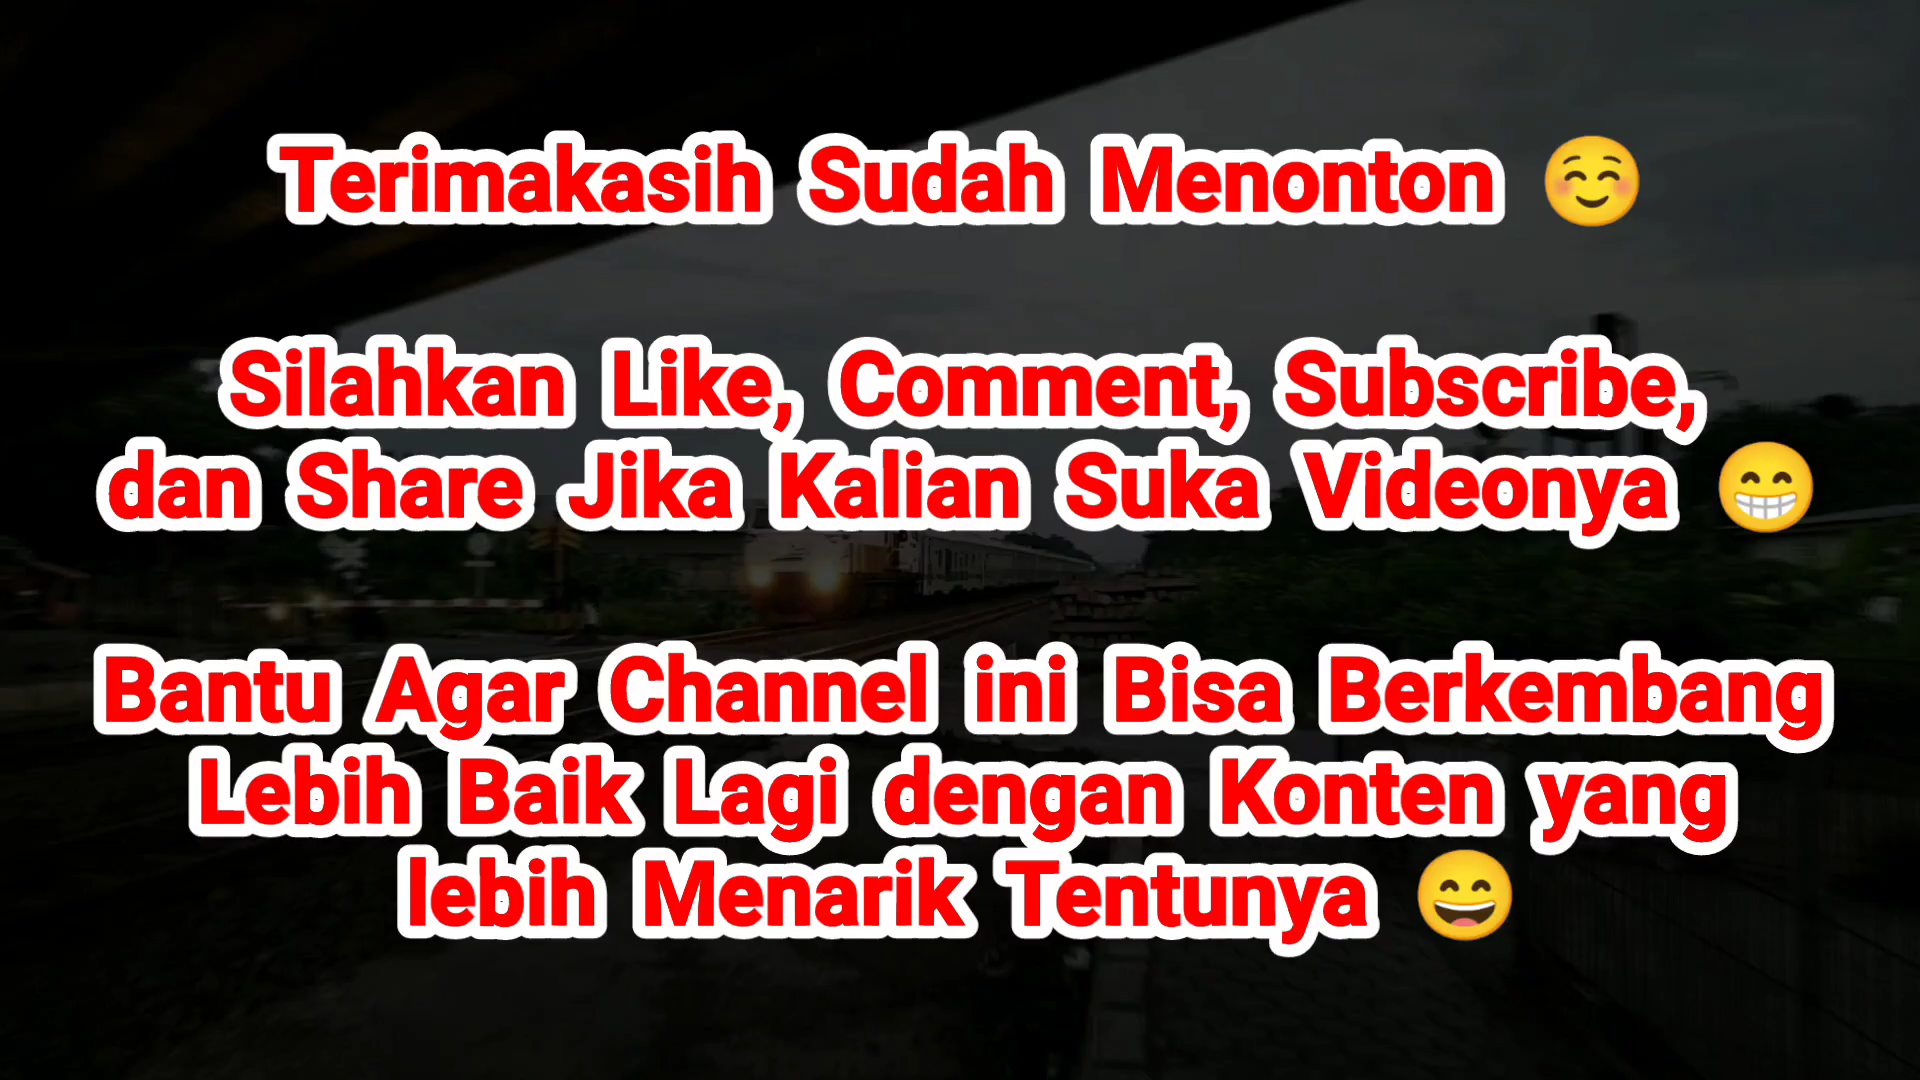 Terimakasih Sudah Menonton ☺️
Silahkan Like, Comment, Subscribe,
dan Share Jika Kalian Suka Videonya 😁
Bantu Agar Channel ini Bisa Berkembang
Lebih Baik Lagi dengan Konten yang
lebih Menarik Tentunya 😄